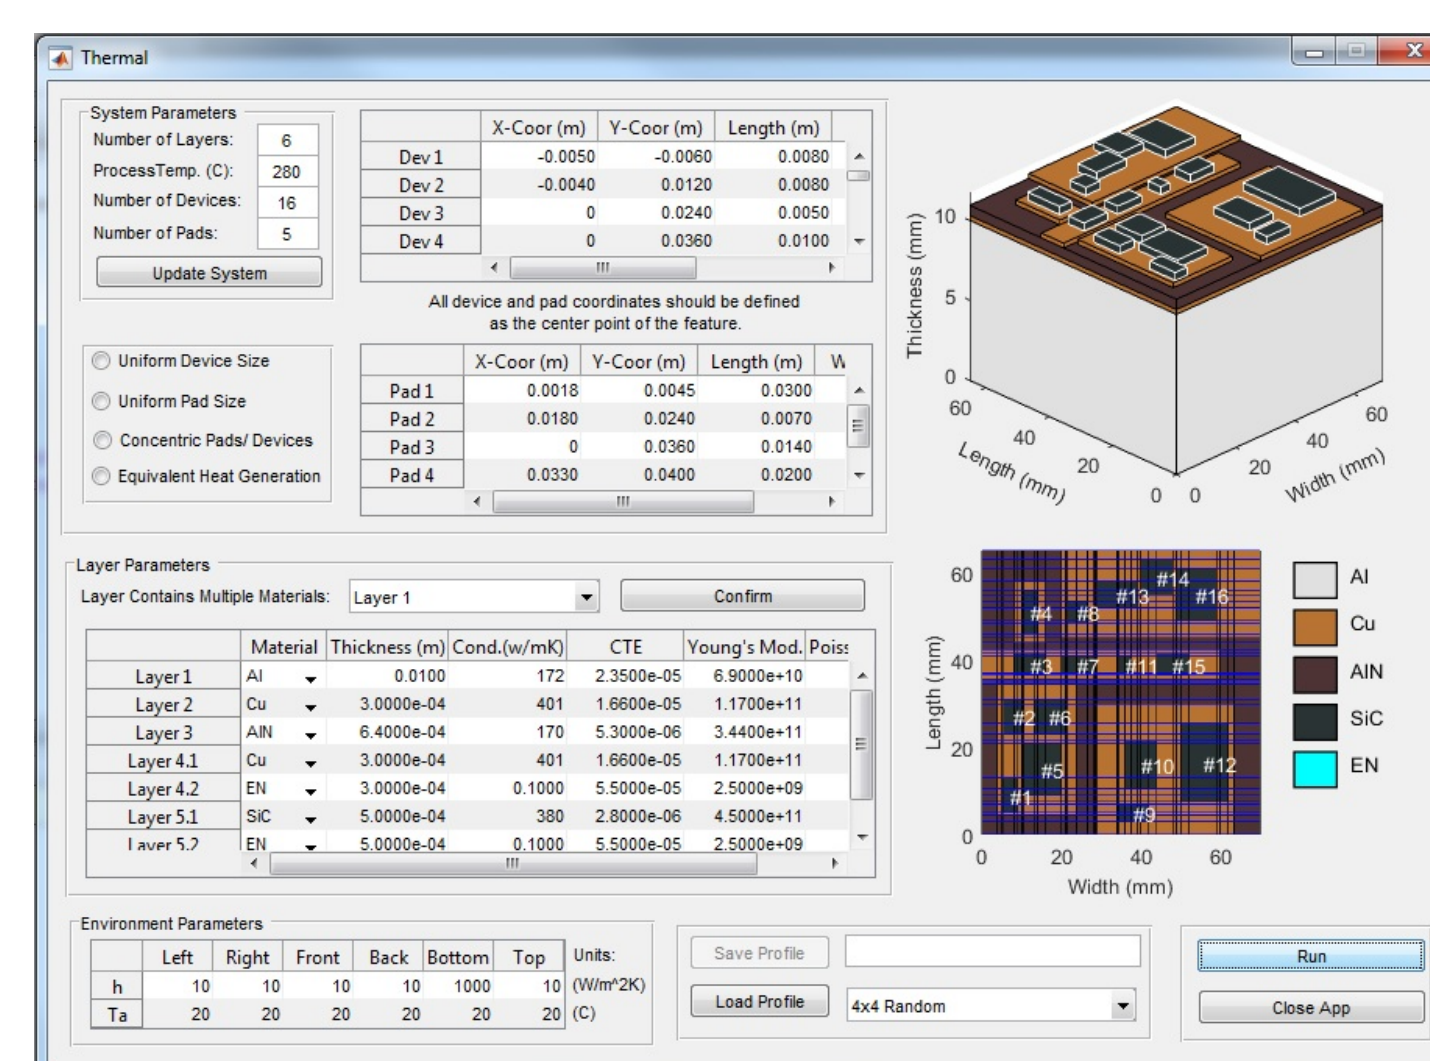 Thermal
System Parameters
Number of Layers: 6
ProcessTemp. (C): 280
Number of Devices: 16
Number of Pads: 5
Update System
X-Coor (m) Y-Coor (m) Length (m)
Dev 1 -0.0050 -0.0060 0.0080
Dev 2 -0.0040 0.0120 0.0080
Dev 3 0 0.0240 0.0050
Dev 4 0 0.0360 0.0100
All device and pad coordinates should be defined
as the center point of the feature.
Uniform Device Size
Uniform Pad Size
Concentric Pads/ Devices
Equivalent Heat Generation
X-Coor (m) Y-Coor (m) Length (m) W
Pad 1 0.0018 0.0045 0.0300
Pad 2 0.0180 0.0240 0.0070
Pad 3 0 0.0360 0.0140
Pad 4 0.0330 0.0400 0.0200
Thickness (mm)
10
5
0
60
40
20
0
Length (mm)
0
20
40
60
Width (mm)
Layer Parameters
Layer Contains Multiple Materials: Layer 1 Confirm
Material Thickness (m) Cond.(w/mK) CTE Young's Mod. Poiss
Layer 1 Al 0.0100 172 2.3500e-05 6.9000e+10
Layer 2 Cu 3.0000e-04 401 1.6600e-05 1.1700e+11
Layer 3 AlN 6.4000e-04 170 5.3000e-06 3.4400e+11
Layer 4.1 Cu 3.0000e-04 401 1.6600e-05 1.1700e+11
Layer 4.2 EN 3.0000e-04 0.1000 5.5000e-05 2.5000e+09
Layer 5.1 SiC 5.0000e-04 380 2.8000e-06 4.5000e+11
Layer 5.2 EN 5.0000e-04 0.1000 5.5000e-05 2.5000e+09
Length (mm)
60
40
20
0
0 20 40 60
Width (mm)
#14
#13 #16
#4 #8
#3 #7 #11 #15
#2 #6
#5 #10 #12
#1
#9
Al
Cu
AlN
SiC
EN
Environment Parameters
Left Right Front Back Bottom Top Units:
h 10 10 10 10 1000 10 (W/m^2K)
Ta 20 20 20 20 20 20 (C)
Save Profile
Load Profile 4x4 Random
Run
Close App